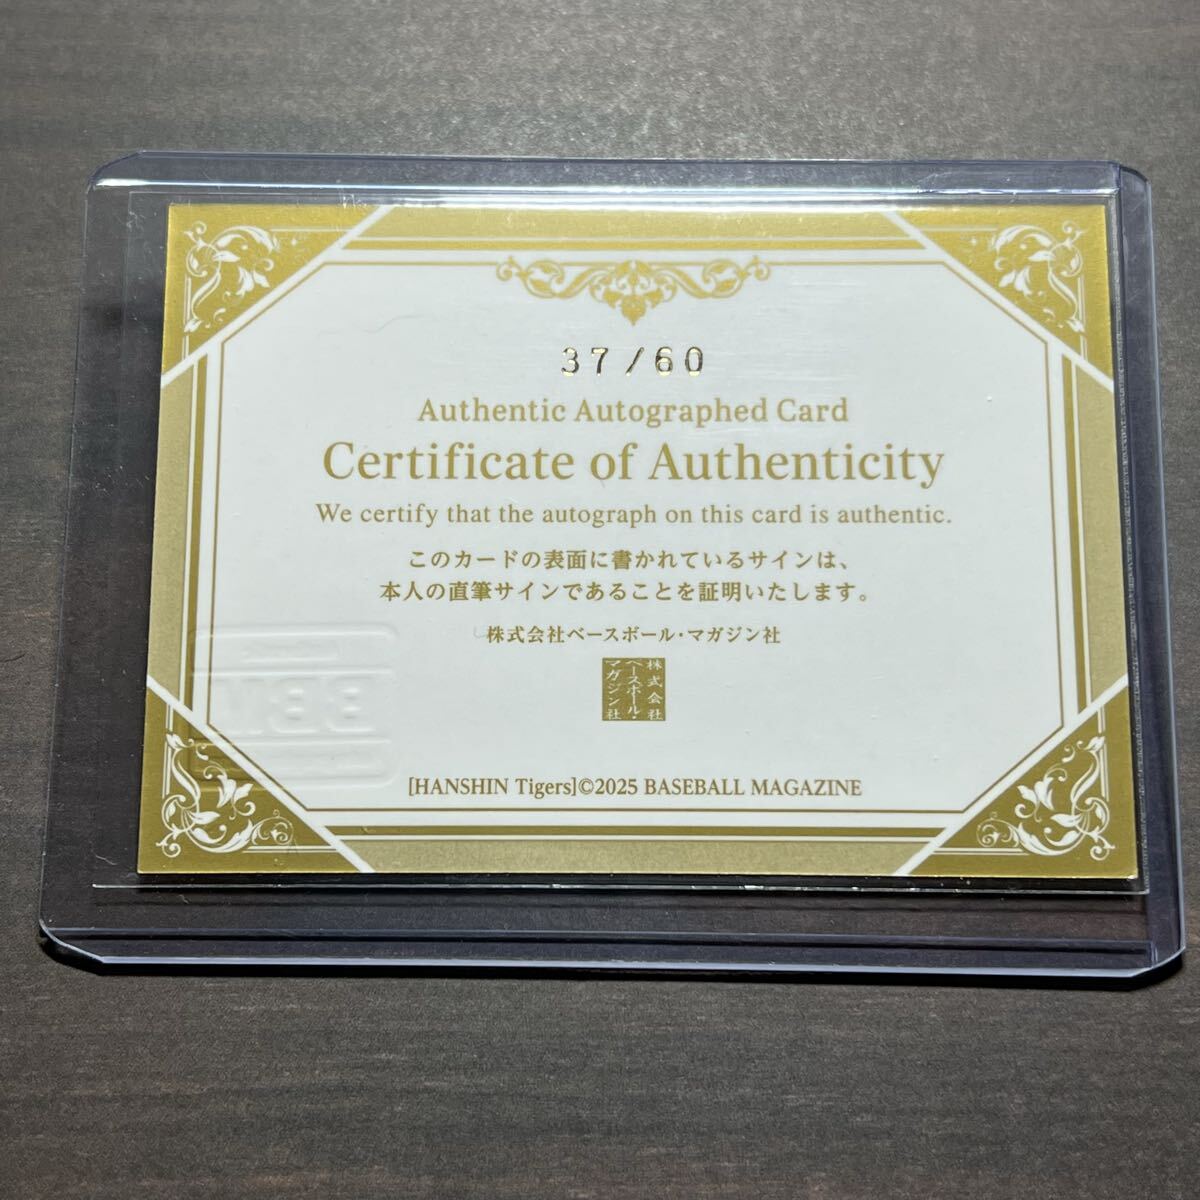 37/60
Authentic Autographed Card
Certificate of Authenticity
We certify that the autograph on this card is authentic.
このカードの表面に書かれているサインは、
本人の直筆サインであることを証明いたします。
株式会社ベースボール・マガジン社
株式会社
ベースボール・
マガジン社
BBM
[HANSHIN Tigers]©2025 BASEBALL MAGAZINE